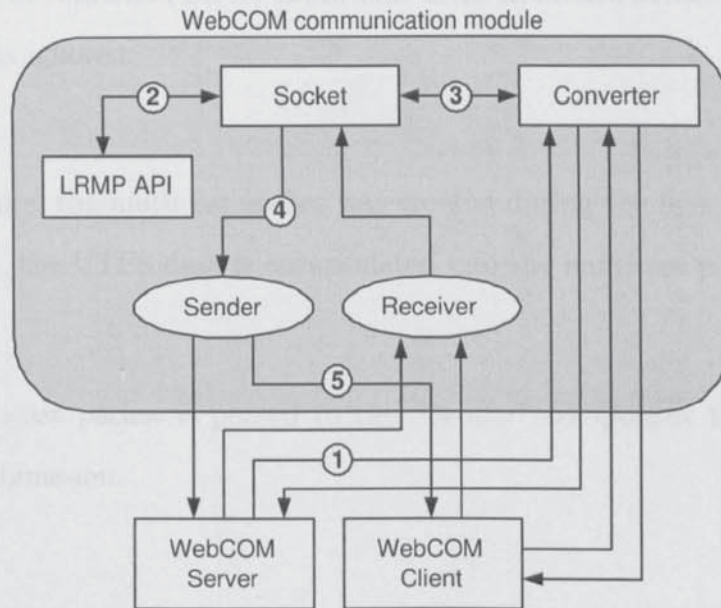 WebCOM communication module
2
Socket
3
Converter
LRMP API
4
Sender
Receiver
5
1
WebCOM
Server
WebCOM
Client